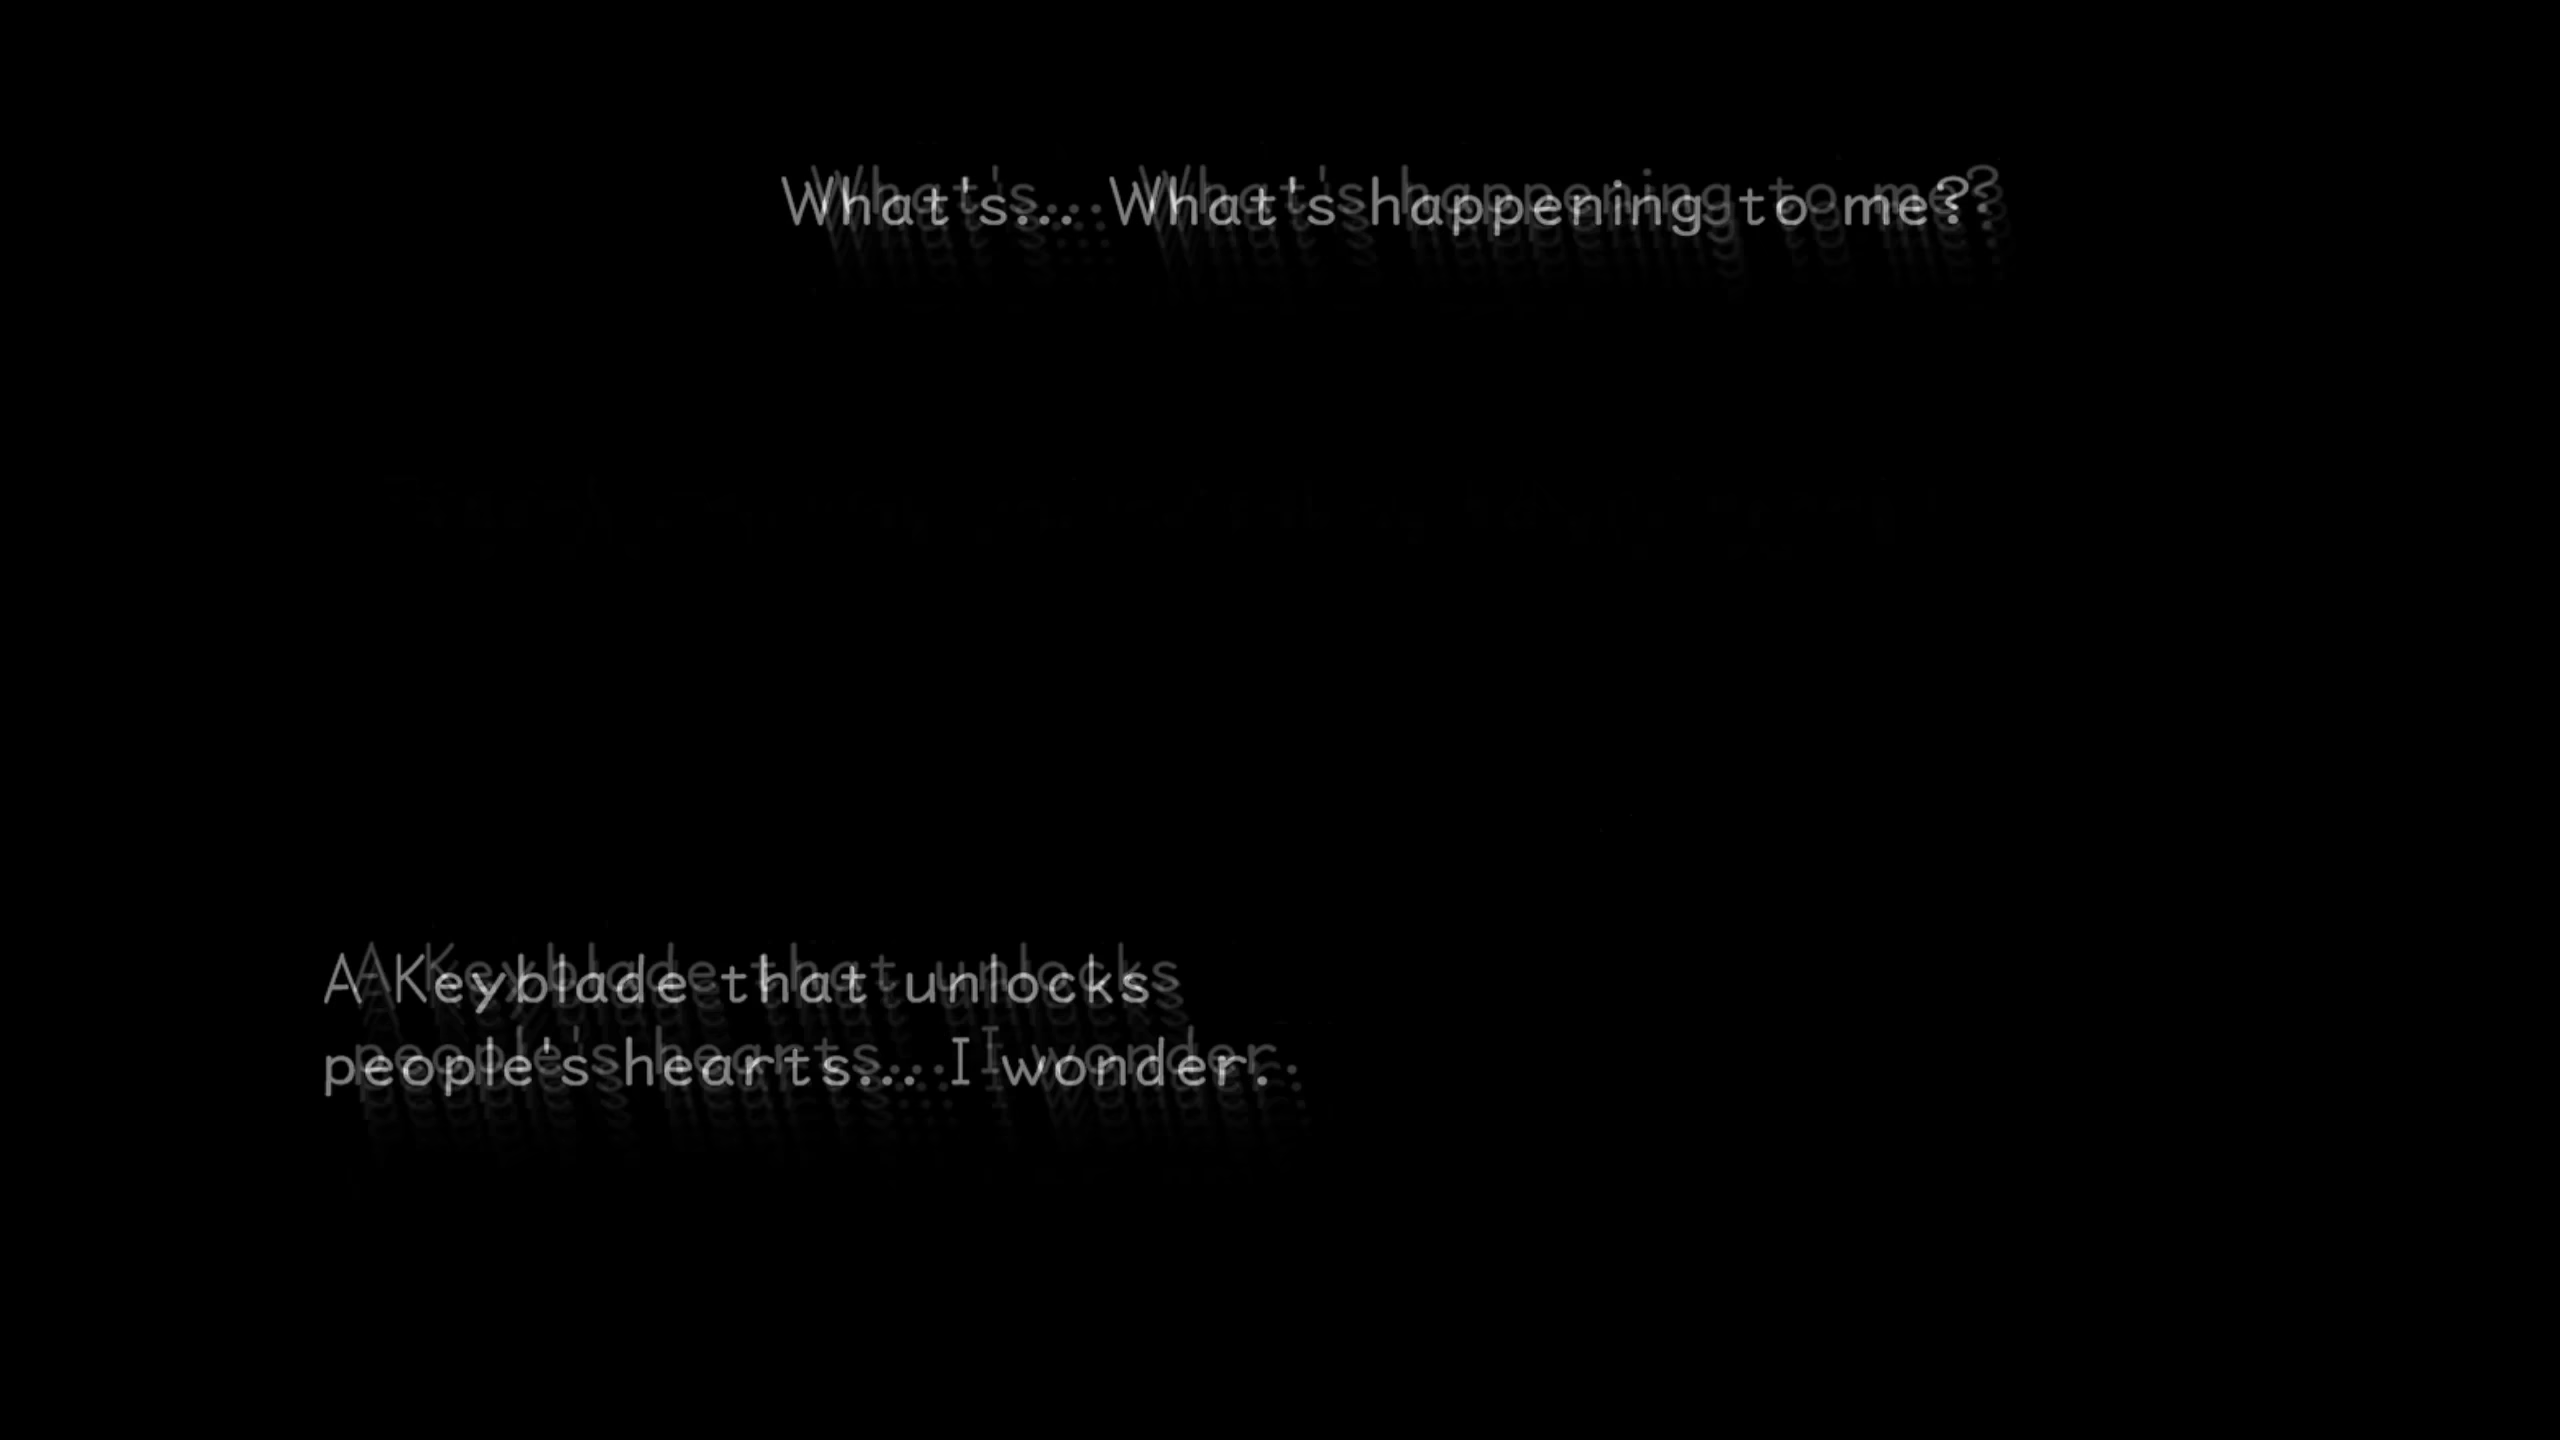 What's... What's happening to me?
A Keyblade that unlocks
people's hearts... I wonder.